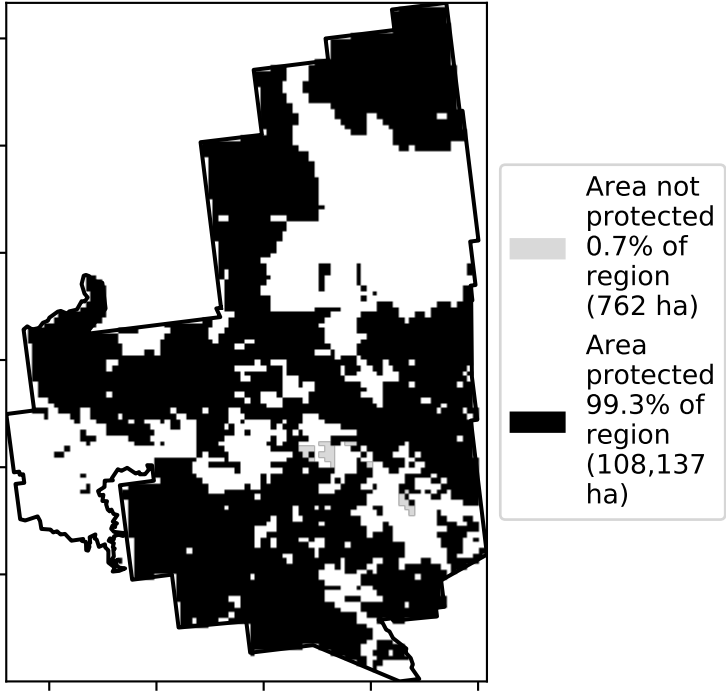 Area not
protected
0.7% of
region
(762 ha)
Area
protected
99.3% of
region
(108,137
ha)